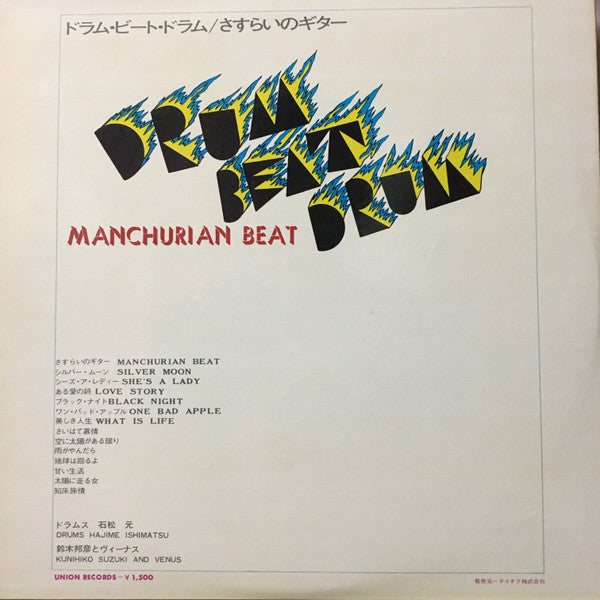 ドラム・ビート・ドラム/さすらいのギター
DRUM
BEAT
DRUM
MANCHURIAN BEAT
さすらいのギター MANCHURIAN BEAT
シルバー・ムーン SILVER MOON
シーズ・ア・レディー SHE'S A LADY
ある愛の詩 LOVE STORY
ブラック・ナイト BLACK NIGHT
ワン・バッド・アップル ONE BAD APPLE
美しき人生 WHAT IS LIFE
さいはて慕情
空に太陽がある限り
雨がやんだら
地球は回るよ
甘い生活
太陽に走る女
知床旅情
ドラムス 石松 元
DRUMS HAJIME ISHIMATSU
鈴木邦彦とヴィーナス
KUNIHIKO SUZUKI AND VENUS
UNION RECORDS—¥1,500
発売元—テイチク株式会社